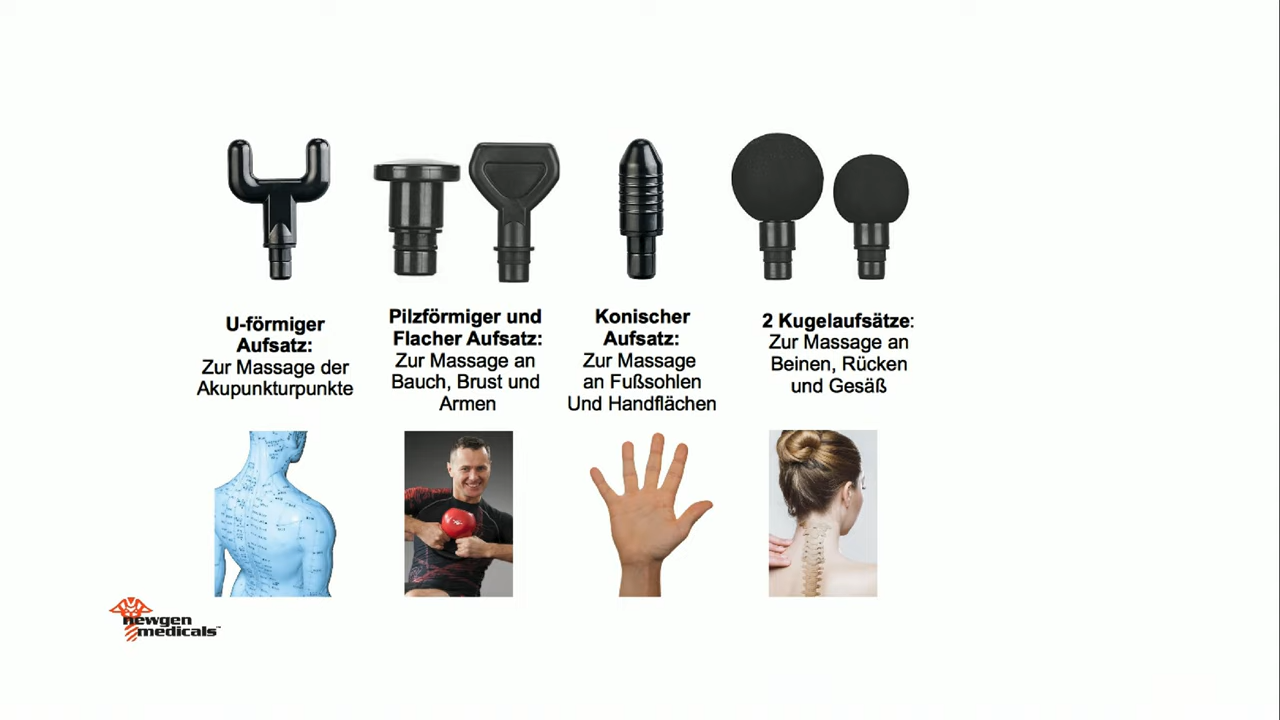 U-förmiger
Aufsatz:
Zur Massage der
Akupunkturpunkte
Pilzförmiger und
Flacher Aufsatz:
Zur Massage an
Bauch, Brust und
Armen
Konischer
Aufsatz:
Zur Massage
an Fußsohlen
Und Handflächen
2 Kugelaufsätze:
Zur Massage an
Beinen, Rücken
und Gesäß
newgen
medicals™